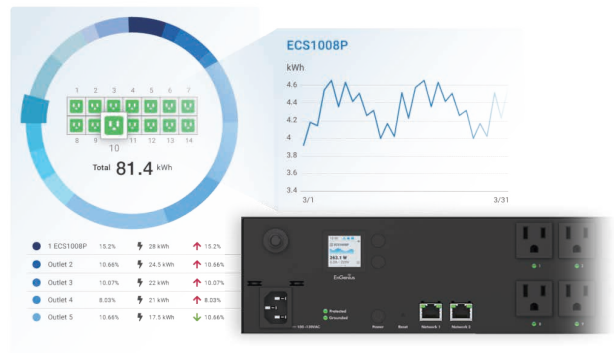 ECS1008P
kWh
4.6
4.4
4.2
4
3.8
3.6
3.4
3/1
3/31
1 2 3 4 5 6 7
8 9 10 11 12 13 14
Total 81.4 kWh
1 ECS1008P 15.2% 28 kWh 15.2%
Outlet 2 10.66% 24.5 kWh 10.66%
Outlet 3 10.07% 22 kWh 10.07%
Outlet 4 8.03% 21 kWh 8.03%
Outlet 5 10.66% 17.5 kWh 10.66%
363.1 W
EnGenius
Protected
Grounded
Power Reset Network 1 Network 2